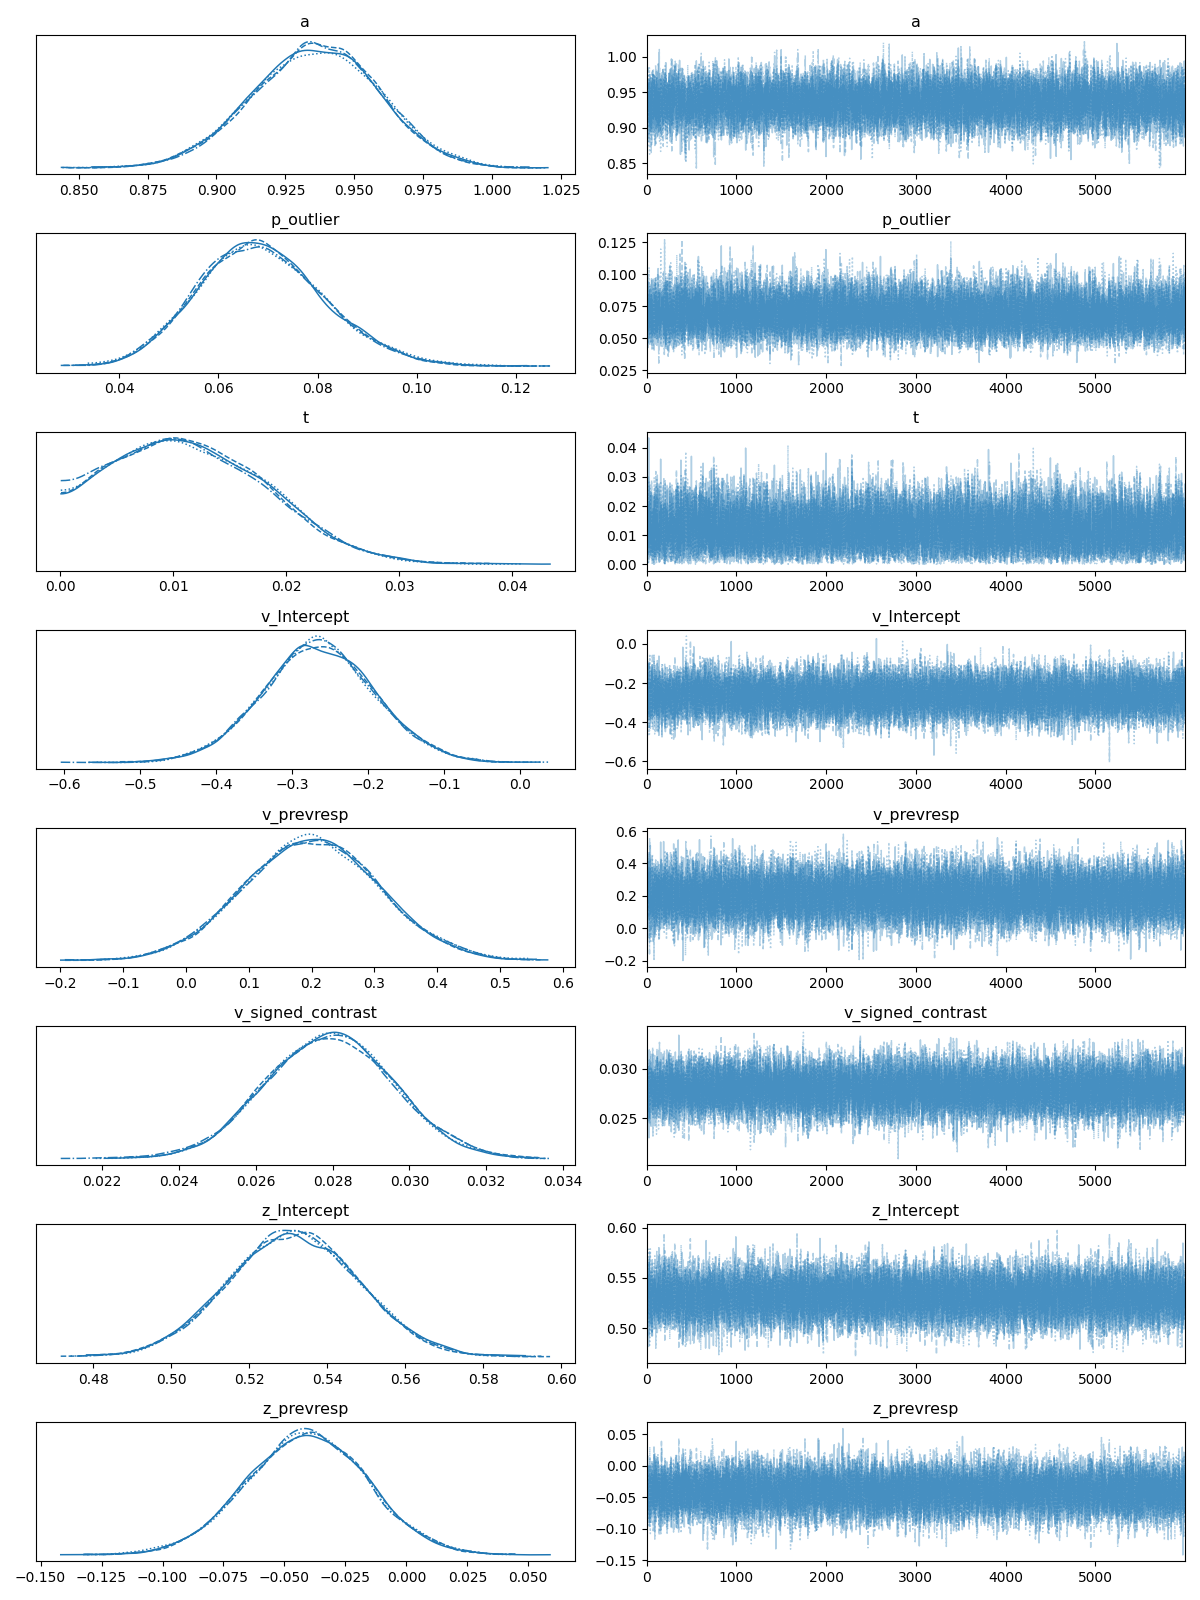 a a
0.850 0.875 0.900 0.925 0.950 0.975 1.000 1.025
1.00
0.95
0.90
0.85
0 1000 2000 3000 4000 5000
p_outlier p_outlier
0.04 0.06 0.08 0.10 0.12
0.125
0.100
0.075
0.050
0.025
0 1000 2000 3000 4000 5000
t t
0.00 0.01 0.02 0.03 0.04
0.04
0.03
0.02
0.01
0.00
0 1000 2000 3000 4000 5000
v_Intercept v_Intercept
−0.6 −0.5 −0.4 −0.3 −0.2 −0.1 0.0
0.0
−0.2
−0.4
−0.6
0 1000 2000 3000 4000 5000
v_prevresp v_prevresp
−0.2 −0.1 0.0 0.1 0.2 0.3 0.4 0.5 0.6
0.6
0.4
0.2
0.0
−0.2
0 1000 2000 3000 4000 5000
v_signed_contrast v_signed_contrast
0.022 0.024 0.026 0.028 0.030 0.032 0.034
0.030
0.025
0 1000 2000 3000 4000 5000
z_Intercept z_Intercept
0.48 0.50 0.52 0.54 0.56 0.58 0.60
0.60
0.55
0.50
0 1000 2000 3000 4000 5000
z_prevresp z_prevresp
−0.150 −0.125 −0.100 −0.075 −0.050 −0.025 0.000 0.025 0.050
0.05
0.00
−0.05
−0.10
−0.15
0 1000 2000 3000 4000 5000